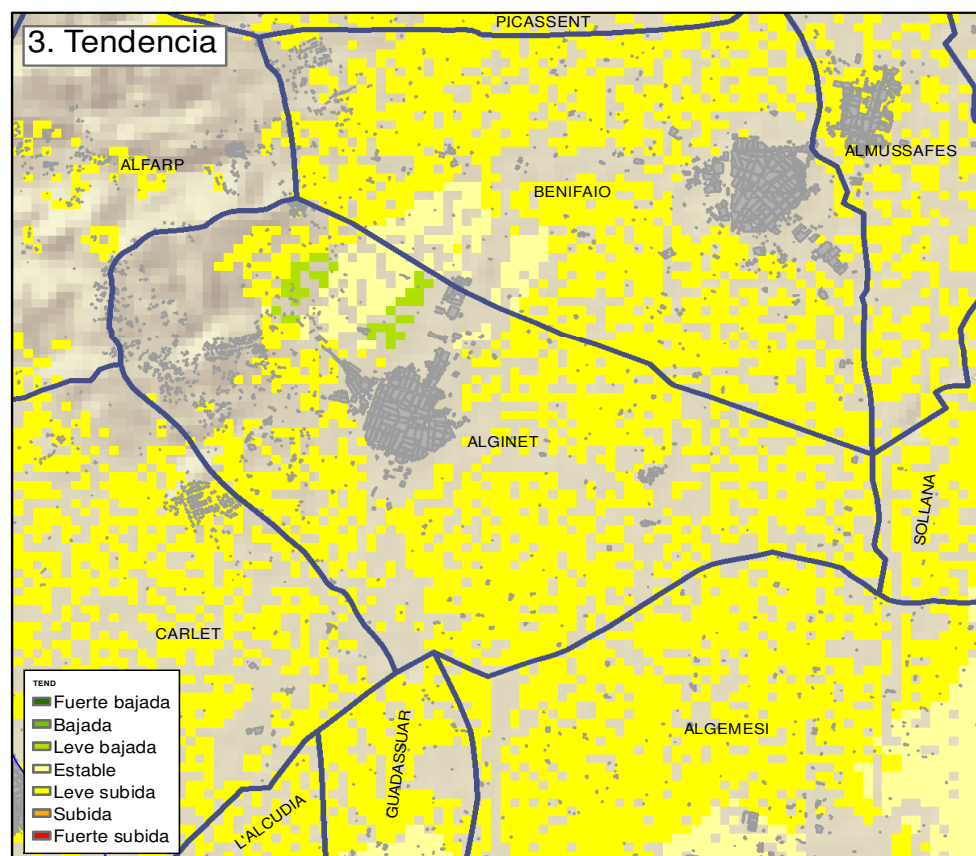 3. Tendencia
PICASSENT
ALFARP
ALMUSSAFES
BENIFAIO
ALGINET
SOLLANA
CARLET
ALGEMESI
GUADASSUAR
L'ALCUDIA
TEND
Fuerte bajada
Bajada
Leve bajada
Estable
Leve subida
Subida
Fuerte subida